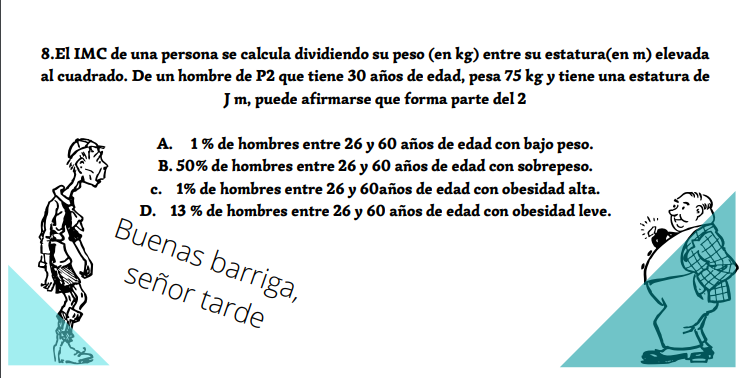 8.El IMC de una persona se calcula dividiendo su peso (en kg) entre su estatura(en m) elevada
al cuadrado. De un hombre de P2 que tiene 30 años de edad, pesa 75 kg y tiene una estatura de
J m, puede afirmarse que forma parte del 2
A. 1 % de hombres entre 26 y 60 años de edad con bajo peso.
B. 50% de hombres entre 26 y 60 años de edad con sobrepeso.
c. 1% de hombres entre 26 y 60años de edad con obesidad alta.
D. 13 % de hombres entre 26 y 60 años de edad con obesidad leve.
Buenas barriga,
señor tarde